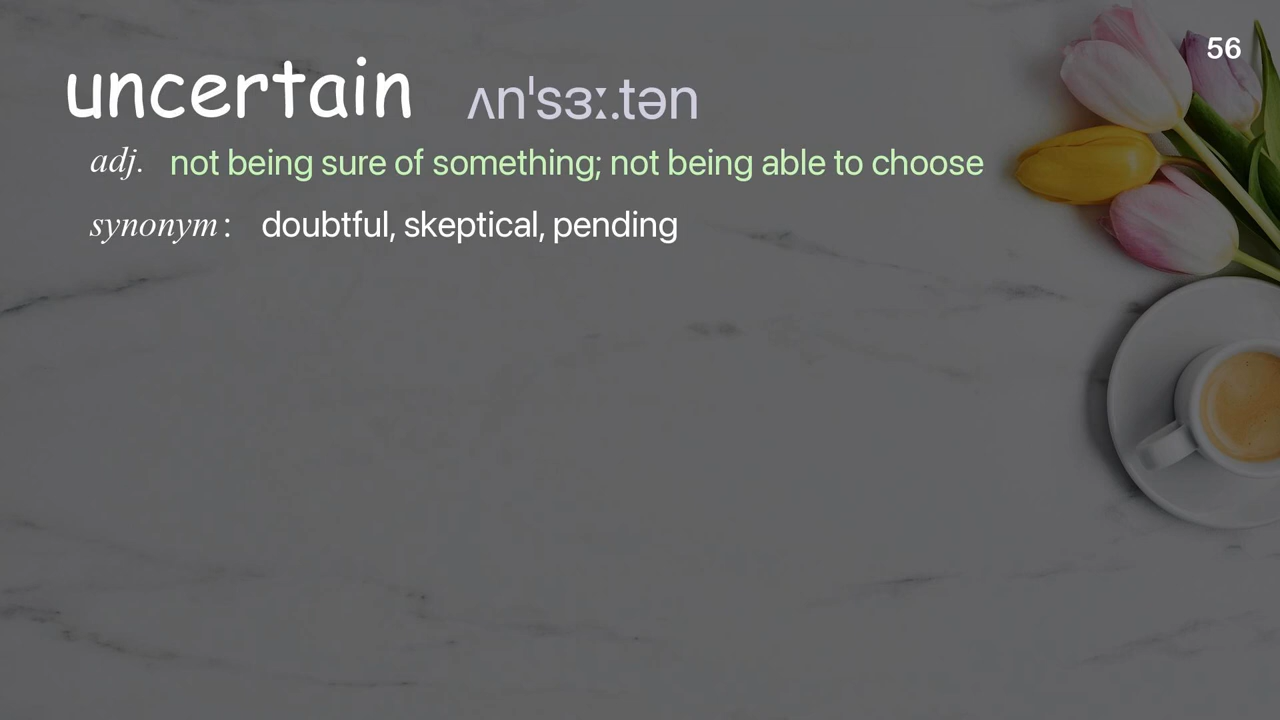 56
uncertain ʌnˈsɜː.tən
adj. not being sure of something; not being able to choose
synonym: doubtful, skeptical, pending